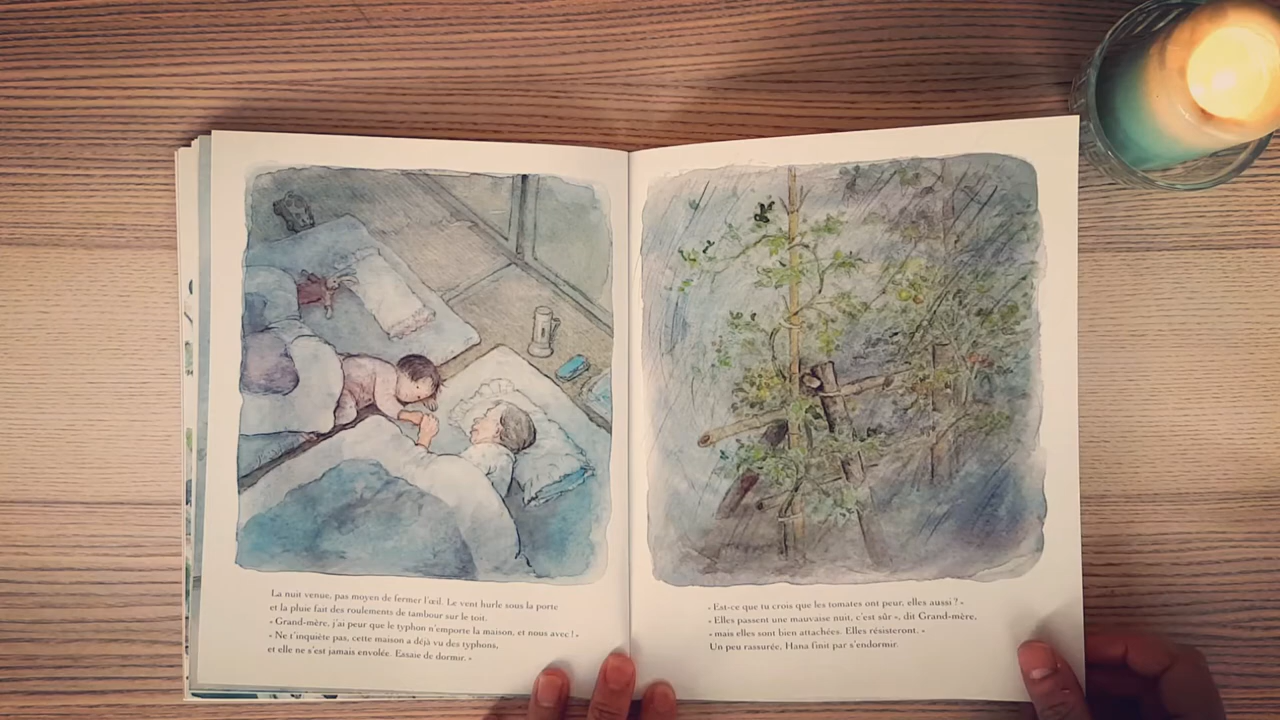 La nuit venue, pas moyen de fermer l'œil. Le vent hurle sous la porte
et la pluie fait des roulements de tambour sur le toit.
« Grand-mère, j'ai peur que le typhon n'emporte la maison, et nous avec ! »
« Ne t'inquiète pas, cette maison a déjà vu des typhons,
et elle ne s'est jamais envolée. Essaie de dormir. »
« Est-ce que tu crois que les tomates ont peur, elles aussi ? »
« Elles passent une mauvaise nuit, c'est sûr », dit Grand-mère,
« mais elles sont bien attachées. Elles résisteront. »
Un peu rassurée, Hana finit par s'endormir.